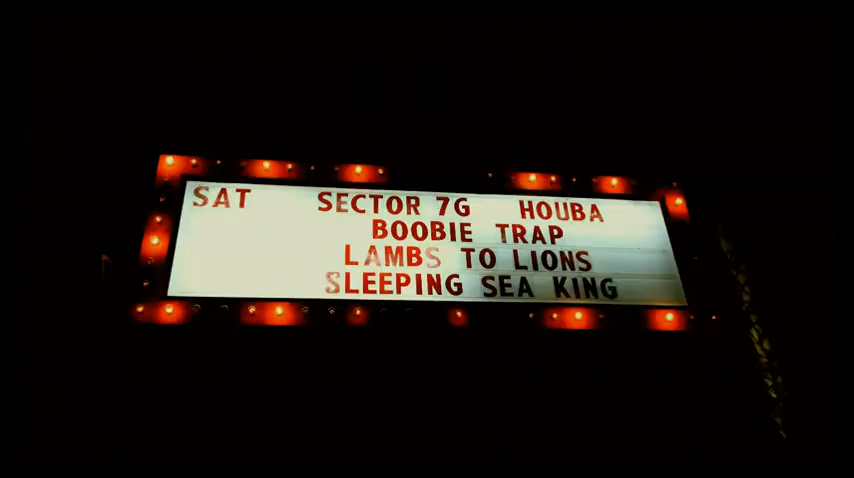 SAT SECTOR 7G HOUBA
BOOBIE TRAP
LAMBS TO LIONS
SLEEPING SEA KING